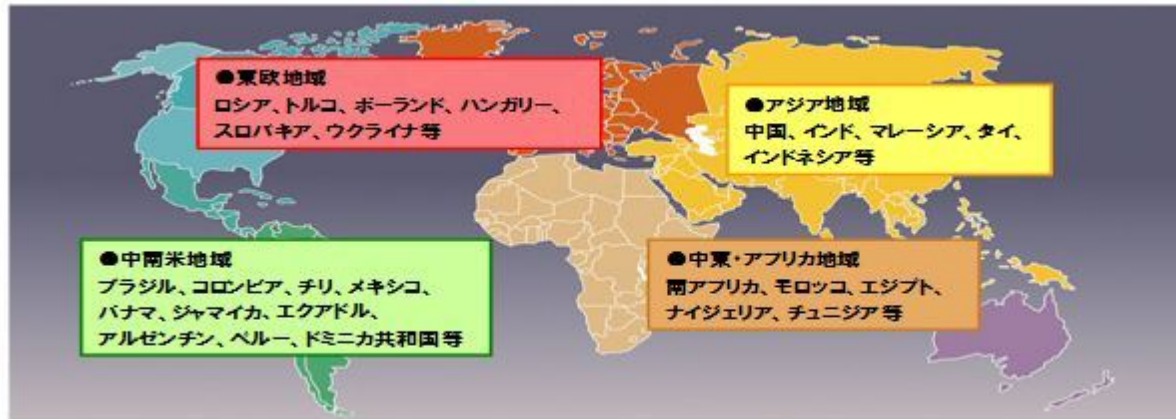 ●東欧地域
ロシア、トルコ、ポーランド、ハンガリー、
スロバキア、ウクライナ等
●アジア地域
中国、インド、マレーシア、タイ、
インドネシア等
●中南米地域
ブラジル、コロンビア、チリ、メキシコ、
パナマ、ジャマイカ、エクアドル、
アルゼンチン、ペルー、ドミニカ共和国等
●中東・アフリカ地域
南アフリカ、モロッコ、エジプト、
ナイジェリア、チュニジア等